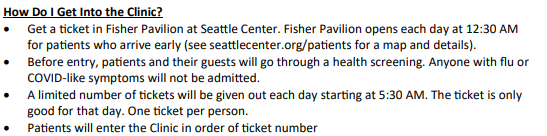 How Do I Get Into the Clinic?
• Get a ticket in Fisher Pavilion at Seattle Center. Fisher Pavilion opens each day at 12:30 AM
for patients who arrive early (see seattlecenter.org/patients for a map and details).
• Before entry, patients and their guests will go through a health screening. Anyone with flu or
COVID-like symptoms will not be admitted.
• A limited number of tickets will be given out each day starting at 5:30 AM. The ticket is only
good for that day. One ticket per person.
• Patients will enter the Clinic in order of ticket number